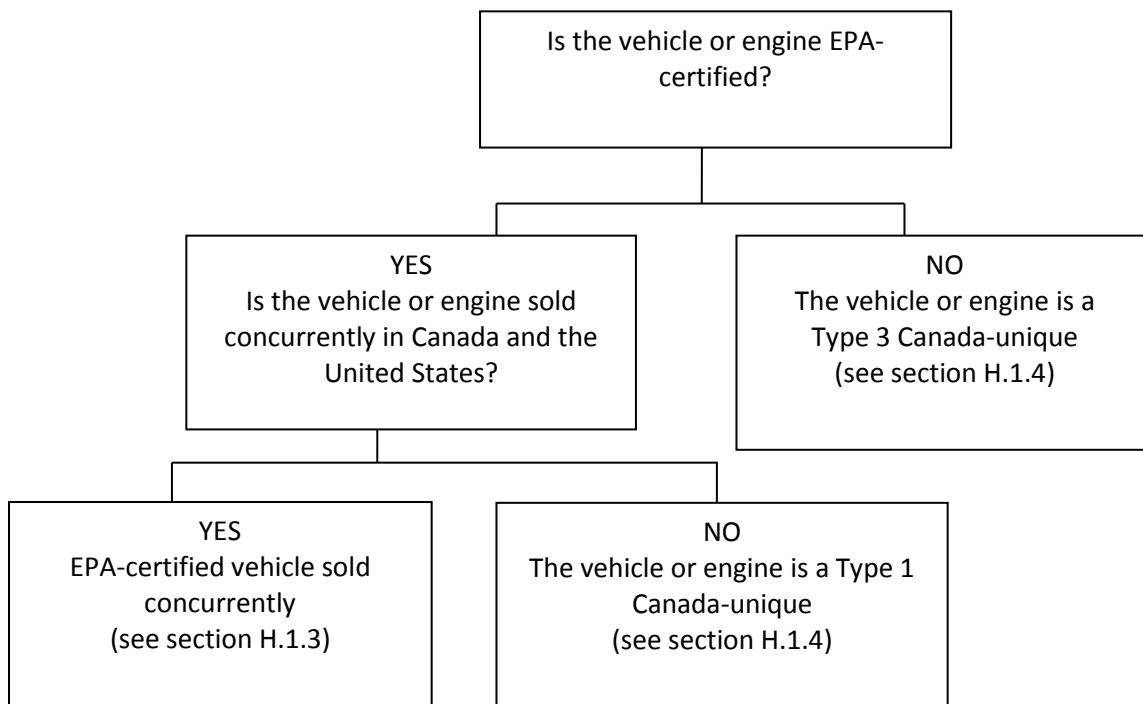 Is the vehicle or engine EPA-
certified?
YES
Is the vehicle or engine sold
concurrently in Canada and the
United States?
NO
The vehicle or engine is a
Type 3 Canada-unique
(see section H.1.4)
YES
EPA-certified vehicle sold
concurrently
(see section H.1.3)
NO
The vehicle or engine is a Type 1
Canada-unique
(see section H.1.4)